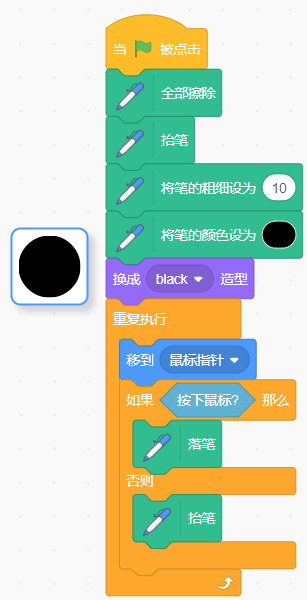 当 被点击
全部擦除
抬笔
将笔的粗细设为 10
将笔的颜色设为
换成 black 造型
重复执行
移到 鼠标指针
如果 按下鼠标? 那么
落笔
否则
抬笔